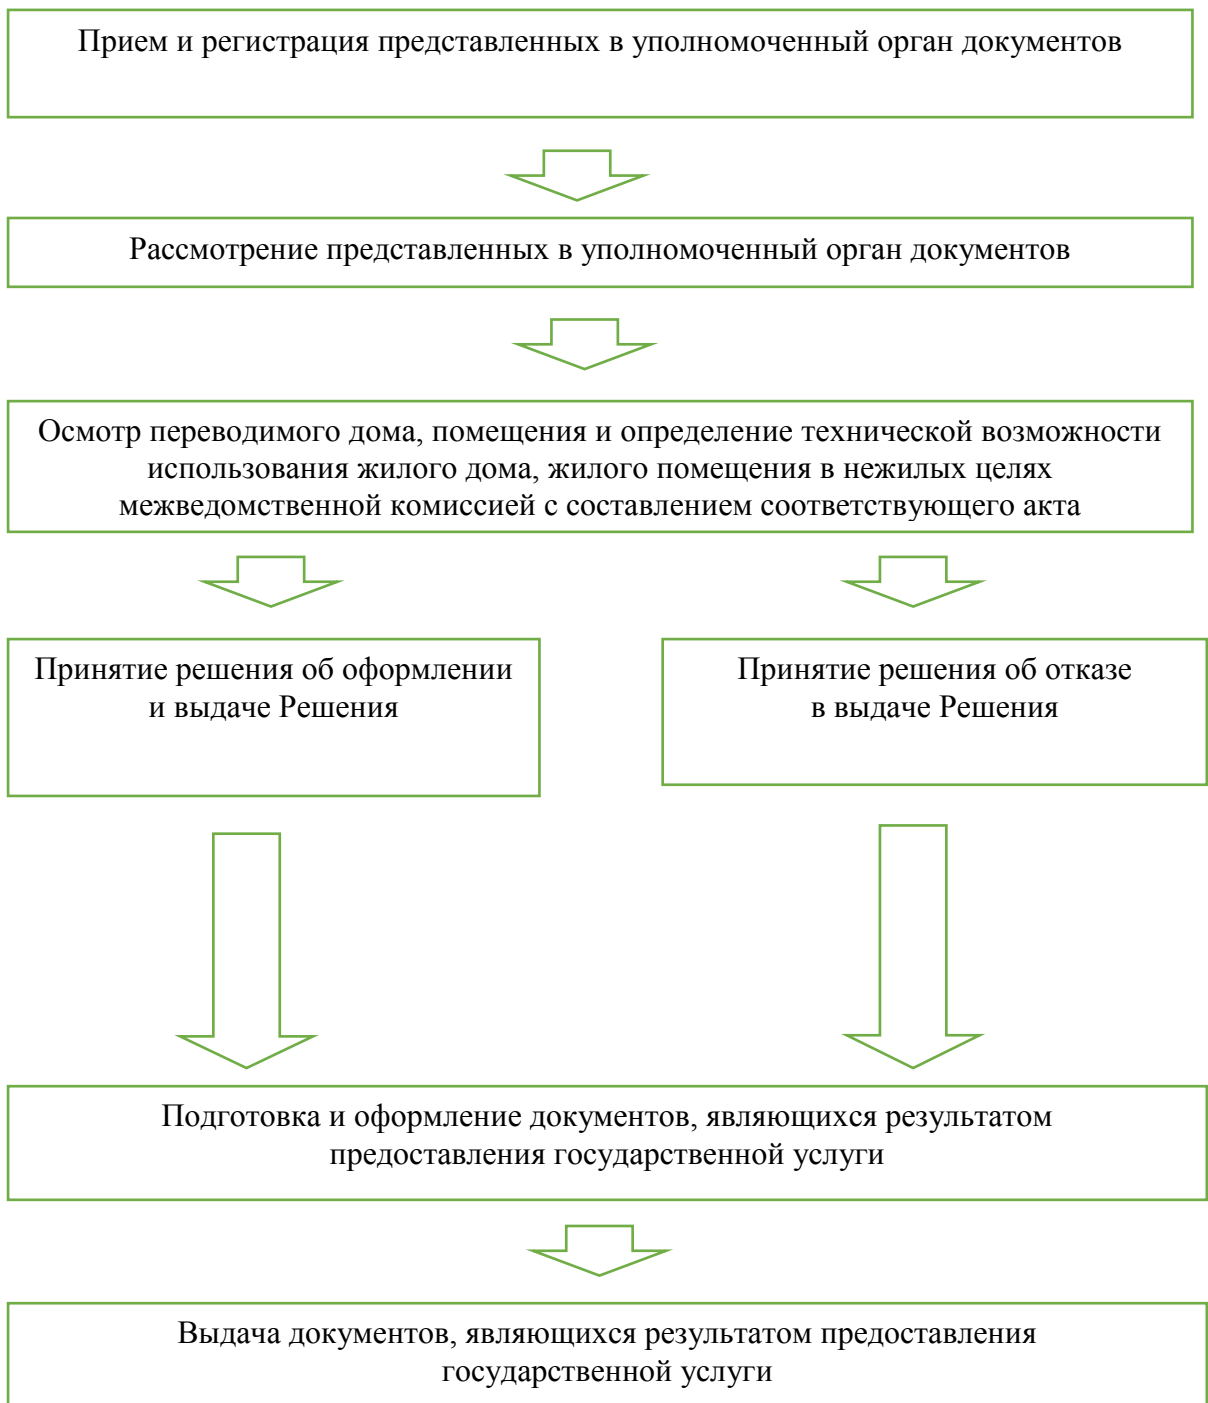 Прием и регистрация представленных в уполномоченный орган документов
Рассмотрение представленных в уполномоченный орган документов
Осмотр переводимого дома, помещения и определение технической возможности
использования жилого дома, жилого помещения в нежилых целях
межведомственной комиссией с составлением соответствующего акта
Принятие решения об оформлении
и выдаче Решения
Принятие решения об отказе
в выдаче Решения
Подготовка и оформление документов, являющихся результатом
предоставления государственной услуги
Выдача документов, являющихся результатом предоставления
государственной услуги